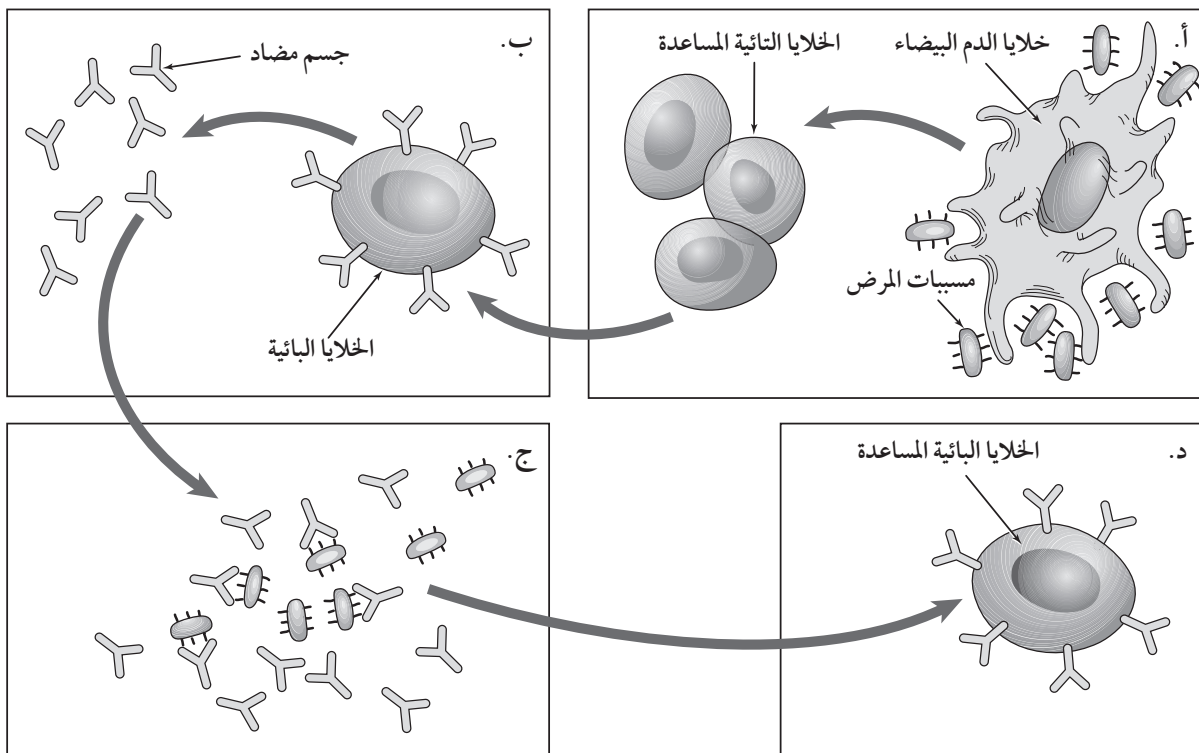 أ.
خلايا الدم البيضاء
الخلايا التائية المساعدة
مسببات المرض
ب.
جسم مضاد
الخلايا البائية
ج.
د.
الخلايا البائية المساعدة